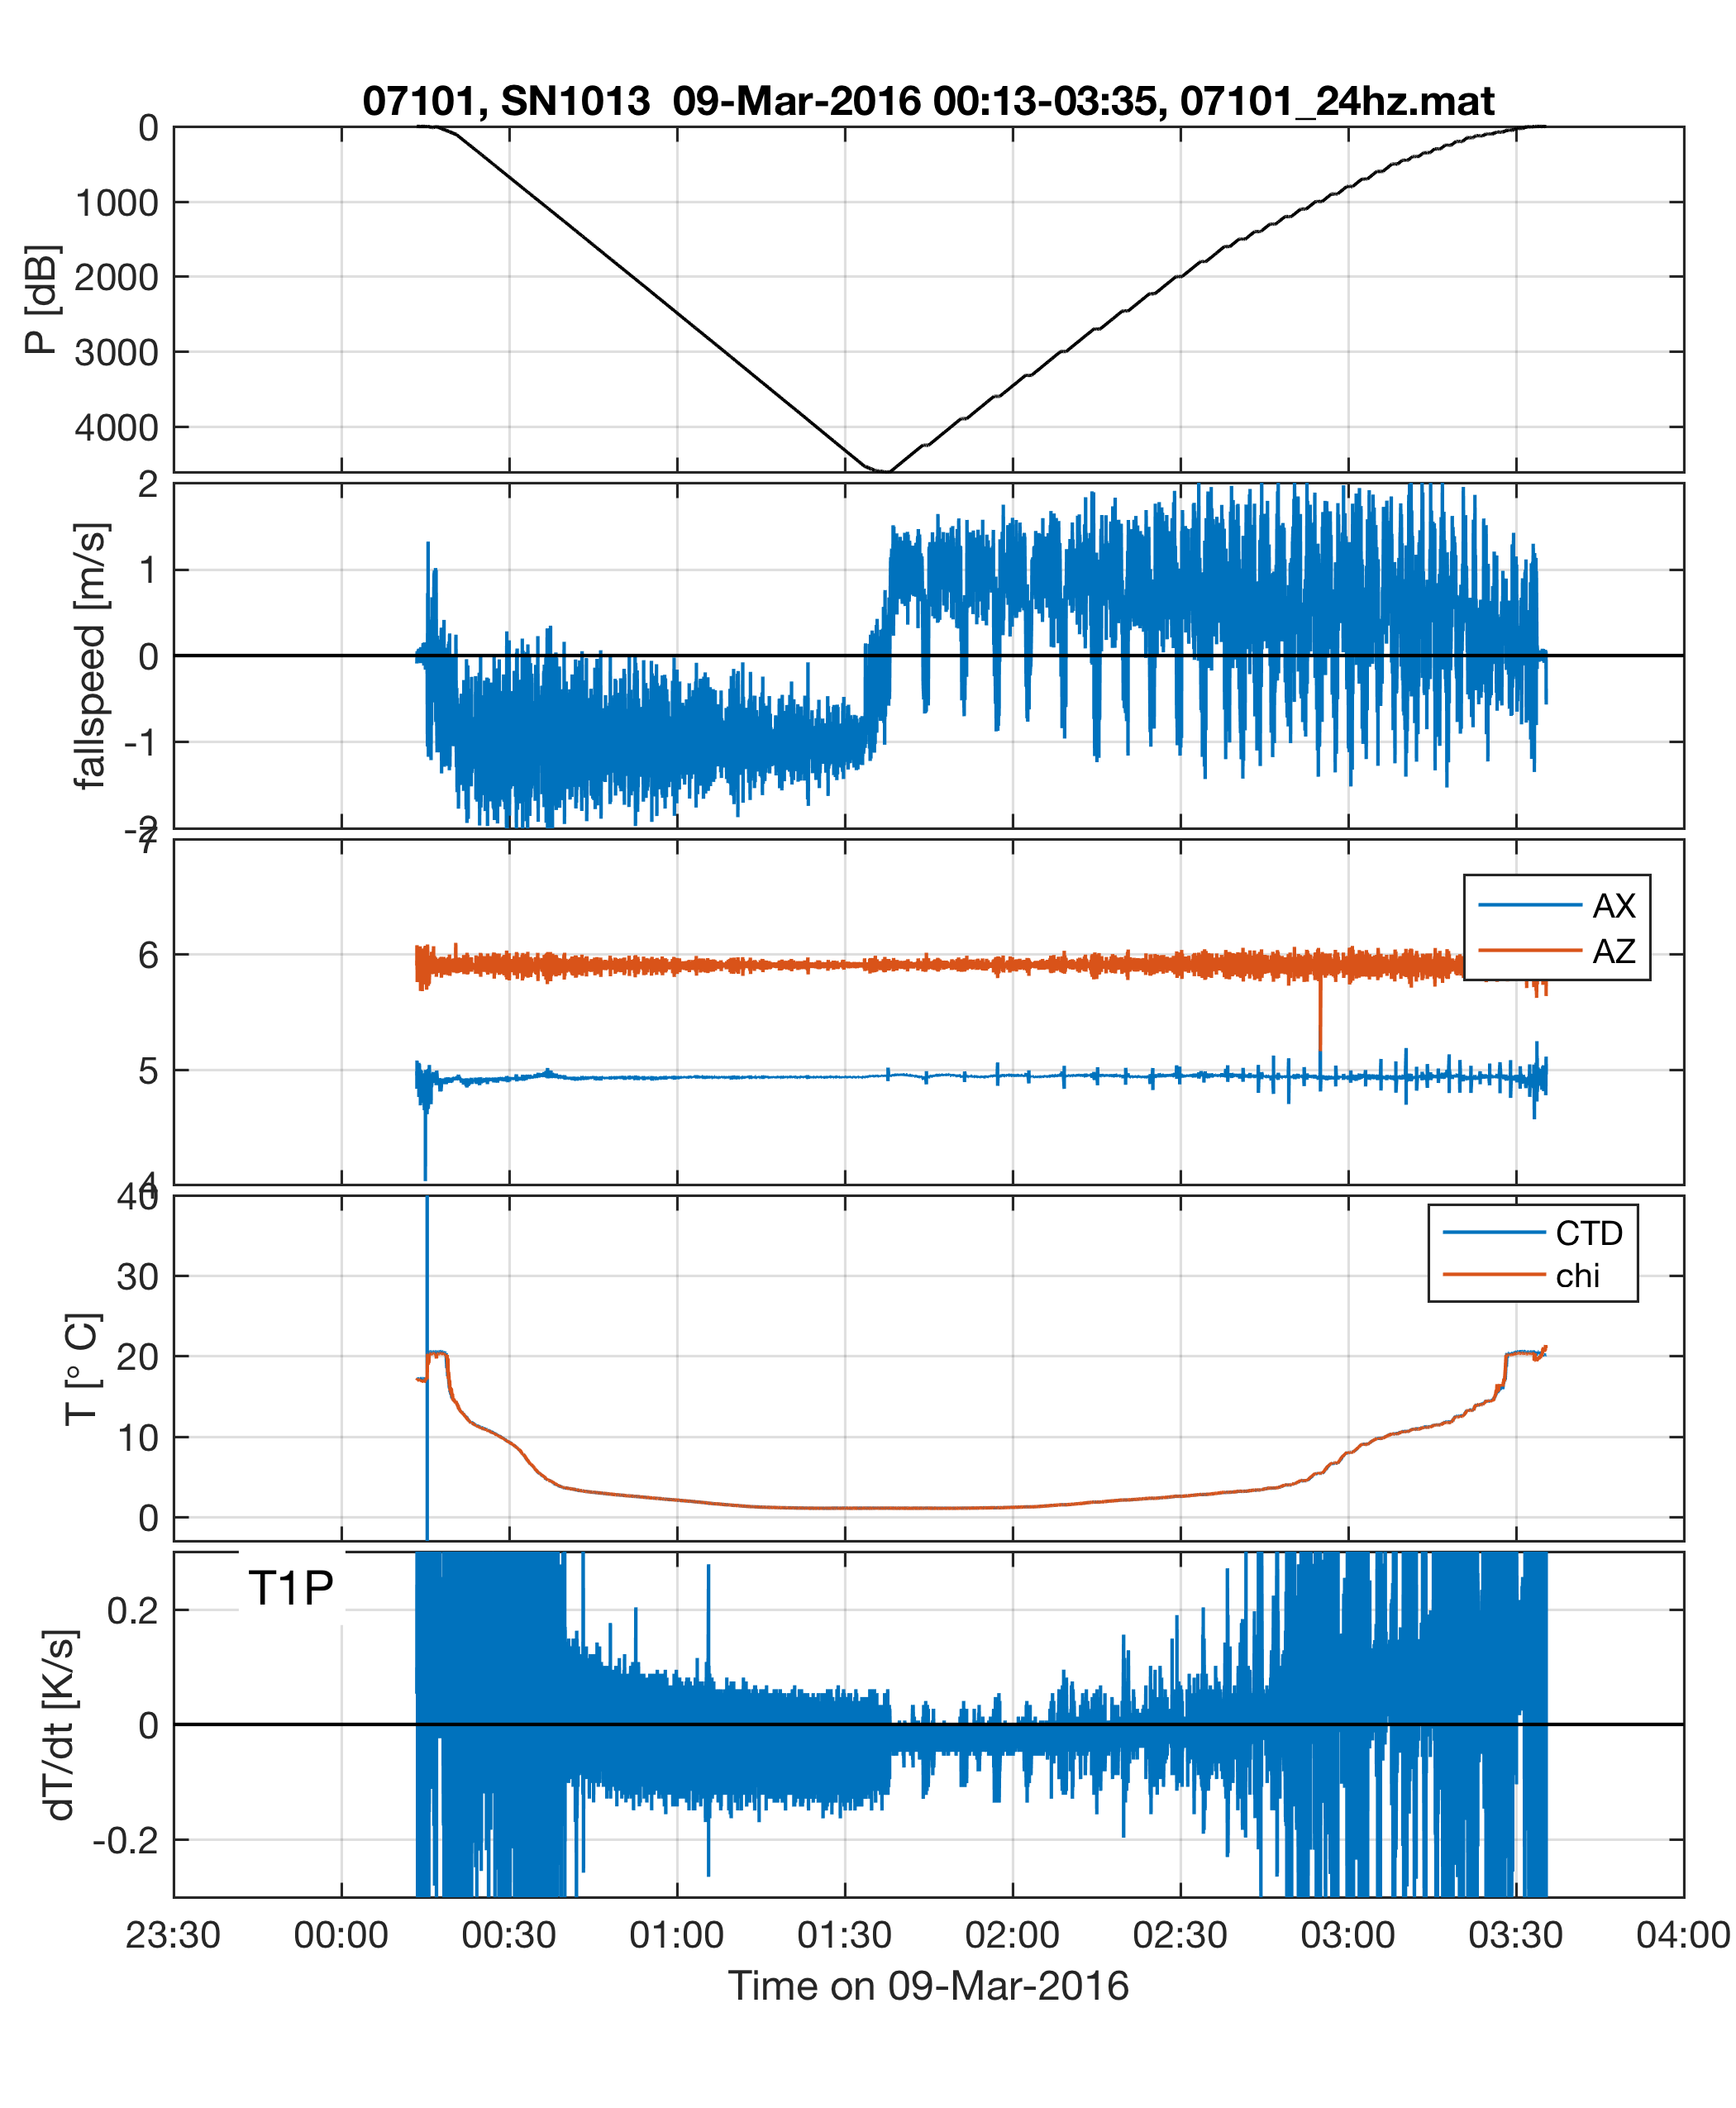 07101, SN1013  09-Mar-2016 00:13-03:35, 07101_24hz.mat
0
1000
2000
3000
4000
P [dB]
2
1
0
-1
-2
fallspeed [m/s]
7
6
5
4
AX
AZ
40
30
20
10
0
T [° C]
CTD
chi
T1P
0.2
0
-0.2
dT/dt [K/s]
23:30 00:00 00:30 01:00 01:30 02:00 02:30 03:00 03:30 04:00
Time on 09-Mar-2016